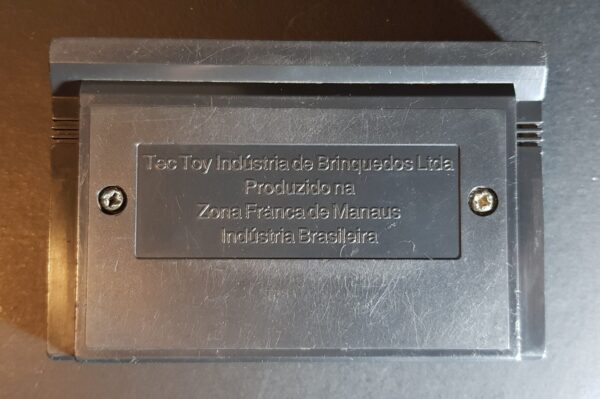 Tec Toy Indústria de Brinquedos Ltda
Produzido na
Zona Franca de Manaus
Indústria Brasileira